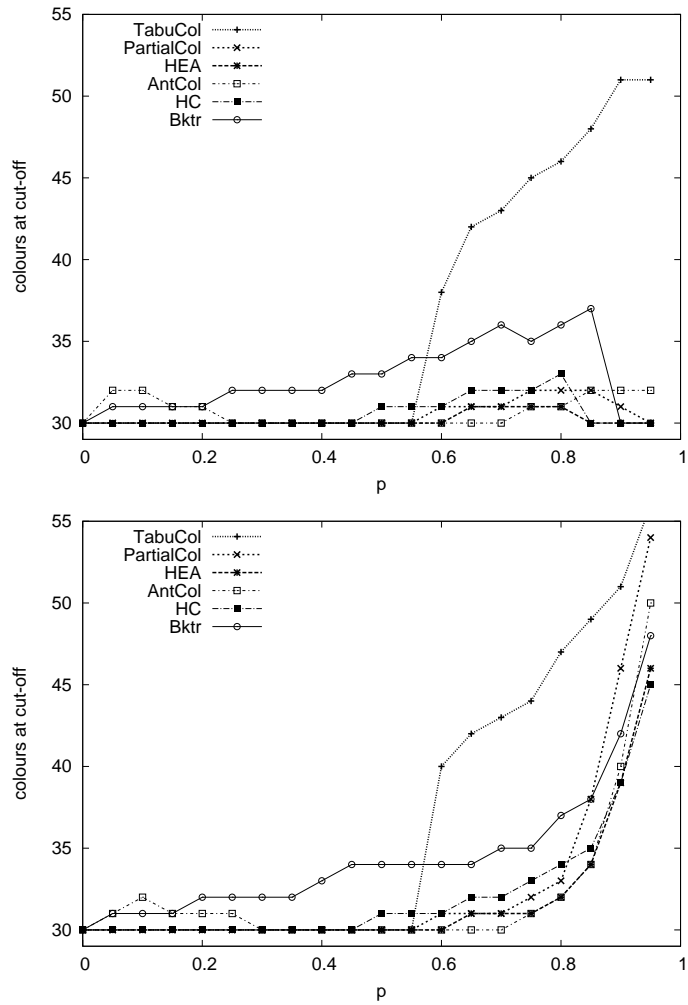 55
50
45
40
35
30
colours at cut-off
TabuCol
PartialCol
HEA
AntCol
HC
Bktr
0 0.2 0.4 0.6 0.8 1
p
55
50
45
40
35
30
colours at cut-off
TabuCol
PartialCol
HEA
AntCol
HC
Bktr
0 0.2 0.4 0.6 0.8 1
p